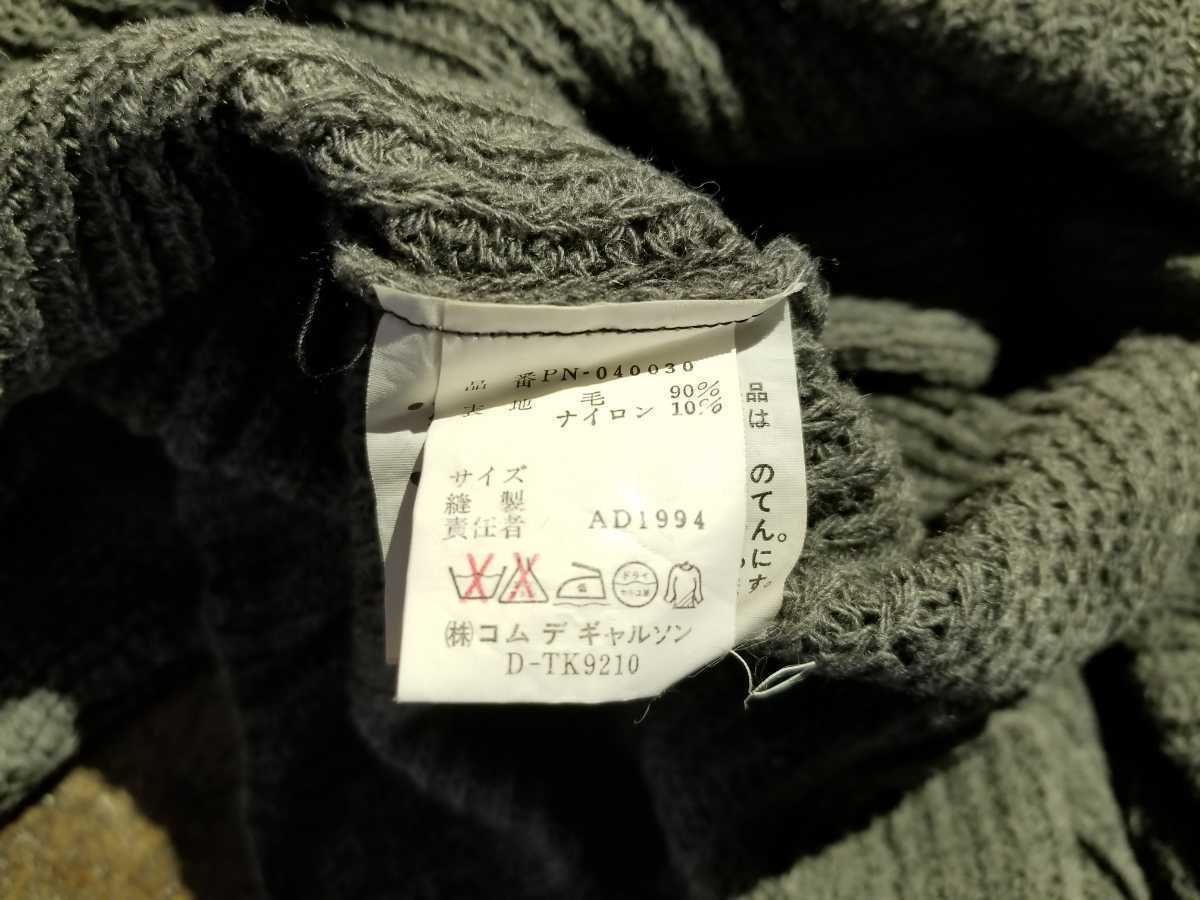 品 番 PN-040030
表 地 毛 90%
ナイロン 10%
サイズ
縫 製
責任者 AD1994
ドライ
㈱コム デ ギャルソン
D-TK9210
品
は
のてん。
にす。